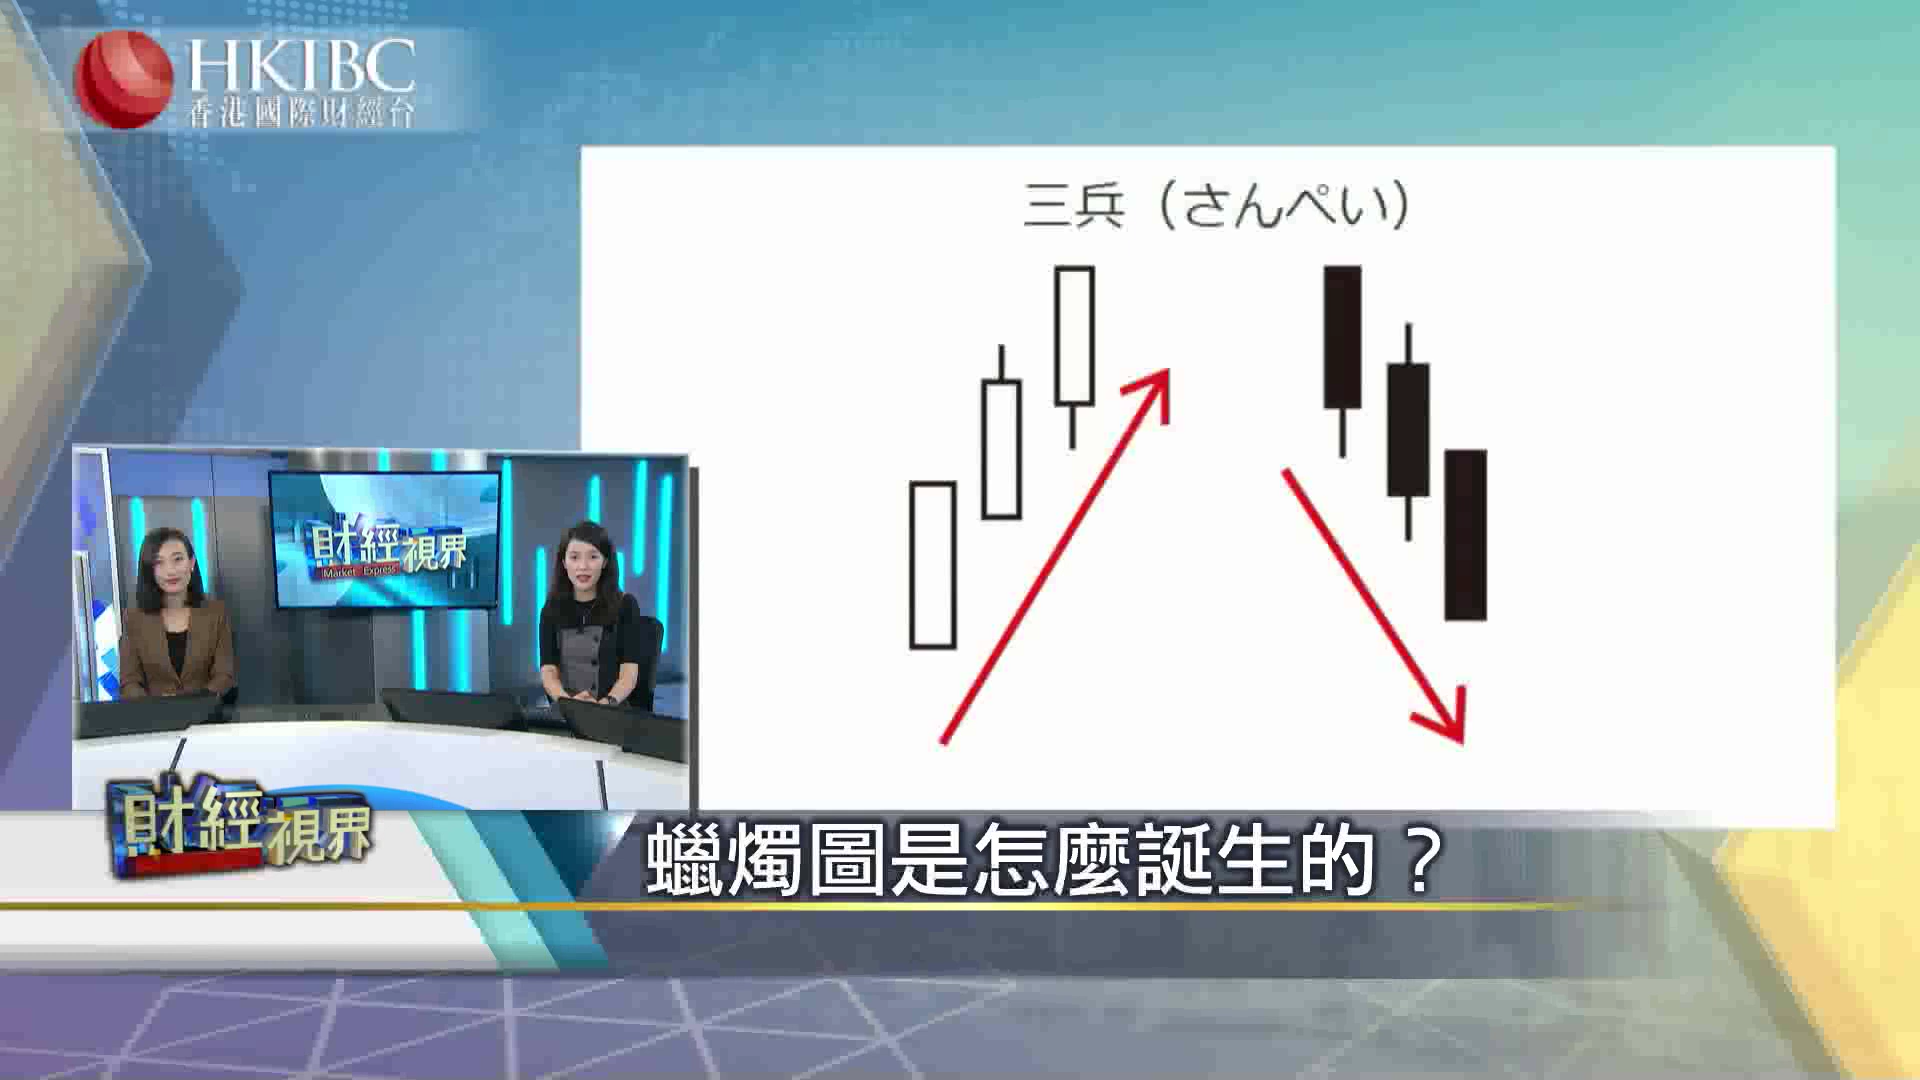 HKIBC
香港國際財經台
三兵（さんぺい）
財經視界
Market Express
財經視界
蠟燭圖是怎麼誕生的？